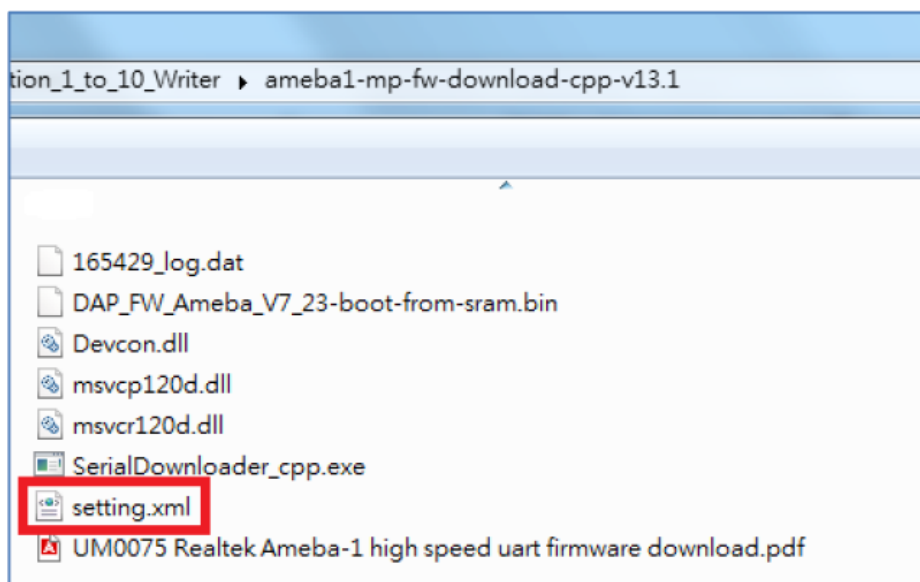 tion_1_to_10_Writer ▸ ameba1-mp-fw-download-cpp-v13.1
165429_log.dat
DAP_FW_Ameba_V7_23-boot-from-sram.bin
Devcon.dll
msvcp120d.dll
msvcr120d.dll
SerialDownloader_cpp.exe
setting.xml
UM0075 Realtek Ameba-1 high speed uart firmware download.pdf